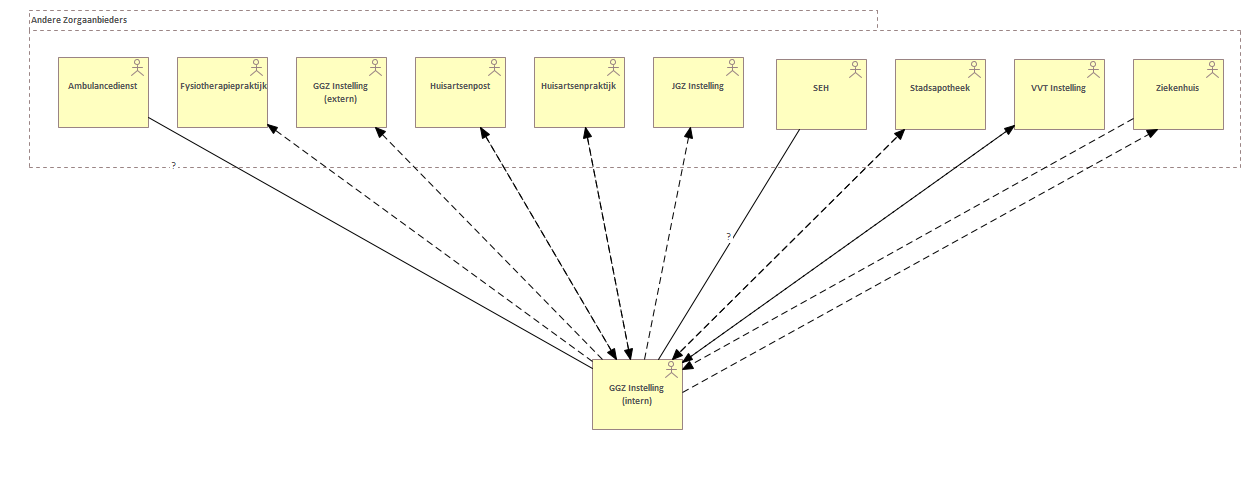 Andere Zorgaanbieders
Ambulancedienst
Fysiotherapiepraktijk
GGZ Instelling
(extern)
Huisartsenpost
Huisartsenpraktijk
JGZ Instelling
SEH
Stadsapotheek
VVT Instelling
Ziekenhuis
?
?
GGZ Instelling
(intern)